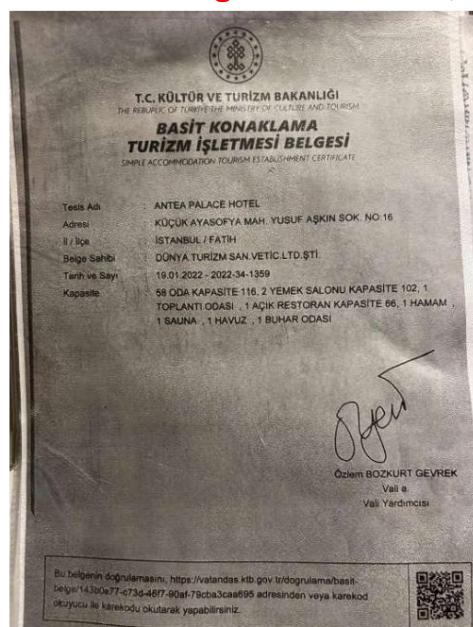 T.C. KÜLTÜR VE TURİZM BAKANLIĞI
THE REBUPLIC OF TÜRKİYE THE MINISTRY OF CULTURE AND TOURISM
BASİT KONAKLAMA
TURİZM İŞLETMESİ BELGESİ
SIMPLE ACCOMMODATION TOURISM ESTABLISHMENT CERTIFICATE
Tesis Adı : ANTEA PALACE HOTEL
Adresi : KÜÇÜK AYASOFYA MAH. YUSUF AŞKIN SOK. NO:16
İl / İlçe : İSTANBUL / FATİH
Belge Sahibi : DÜNYA TURİZM SAN.VETİC.LTD.ŞTİ.
Tarih ve Sayı : 19.01.2022 - 2022-34-1359
Kapasite : 58 ODA KAPASİTE 116, 2 YEMEK SALONU KAPASİTE 102, 1
TOPLANTI ODASI , 1 AÇIK RESTORAN KAPASİTE 66, 1 HAMAM ,
1 SAUNA , 1 HAVUZ , 1 BUHAR ODASI
Özlem BOZKURT GEVREK
Vali a.
Vali Yardımcısı
Bu belgenin doğrulamasını, https://vatandas.ktb.gov.tr/dogrulama/basit-
belge/143b0e77-c73d-46f7-90af-79cba3caa695 adresinden veya karekod
okuyucu ile karekodu okutarak yapabilirsiniz.